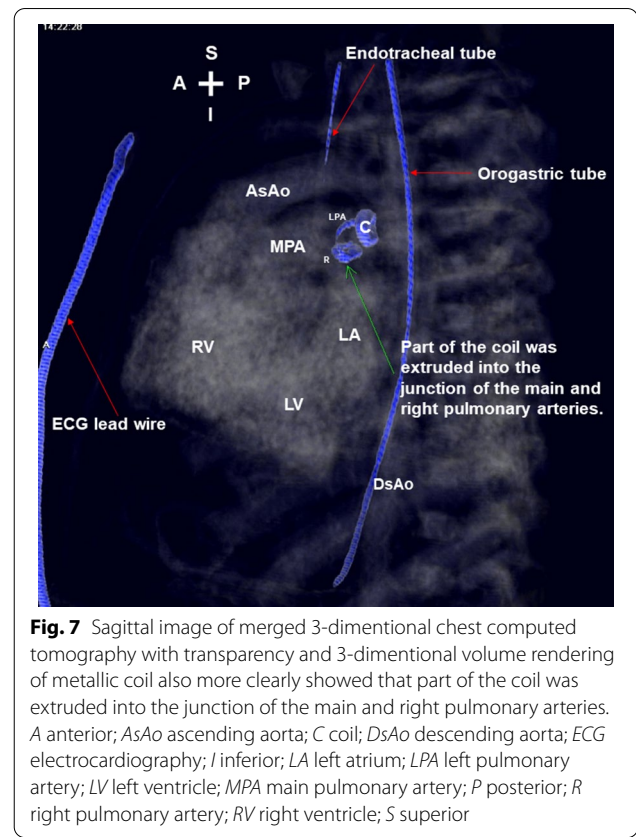 14:22:28
S
A P
I
Endotracheal tube
Orogastric tube
AsAo
LPA
C
MPA
R
RV
LA
A
LV
Part of the coil was
extruded into the
junction of the main and
right pulmonary arteries.
ECG lead wire
DsAo
Fig. 7 Sagittal image of merged 3-dimentional chest computed
tomography with transparency and 3-dimentional volume rendering
of metallic coil also more clearly showed that part of the coil was
extruded into the junction of the main and right pulmonary arteries.
A anterior; AsAo ascending aorta; C coil; DsAo descending aorta; ECG
electrocardiography; I inferior; LA left atrium; LPA left pulmonary
artery; LV left ventricle; MPA main pulmonary artery; P posterior; R
right pulmonary artery; RV right ventricle; S superior